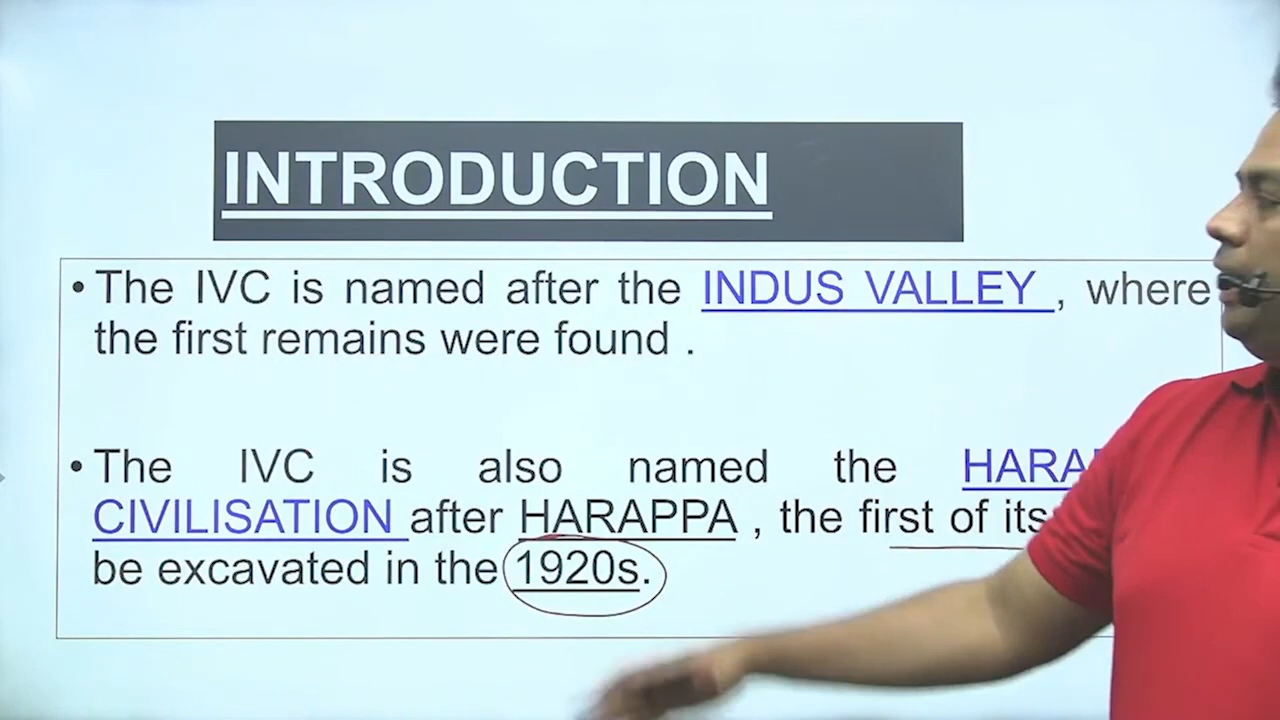 INTRODUCTION
• The IVC is named after the INDUS VALLEY , where
the first remains were found .
• The IVC is also named the
CIVILISATION after HARAPPA , the first of its
be excavated in the 1920s.